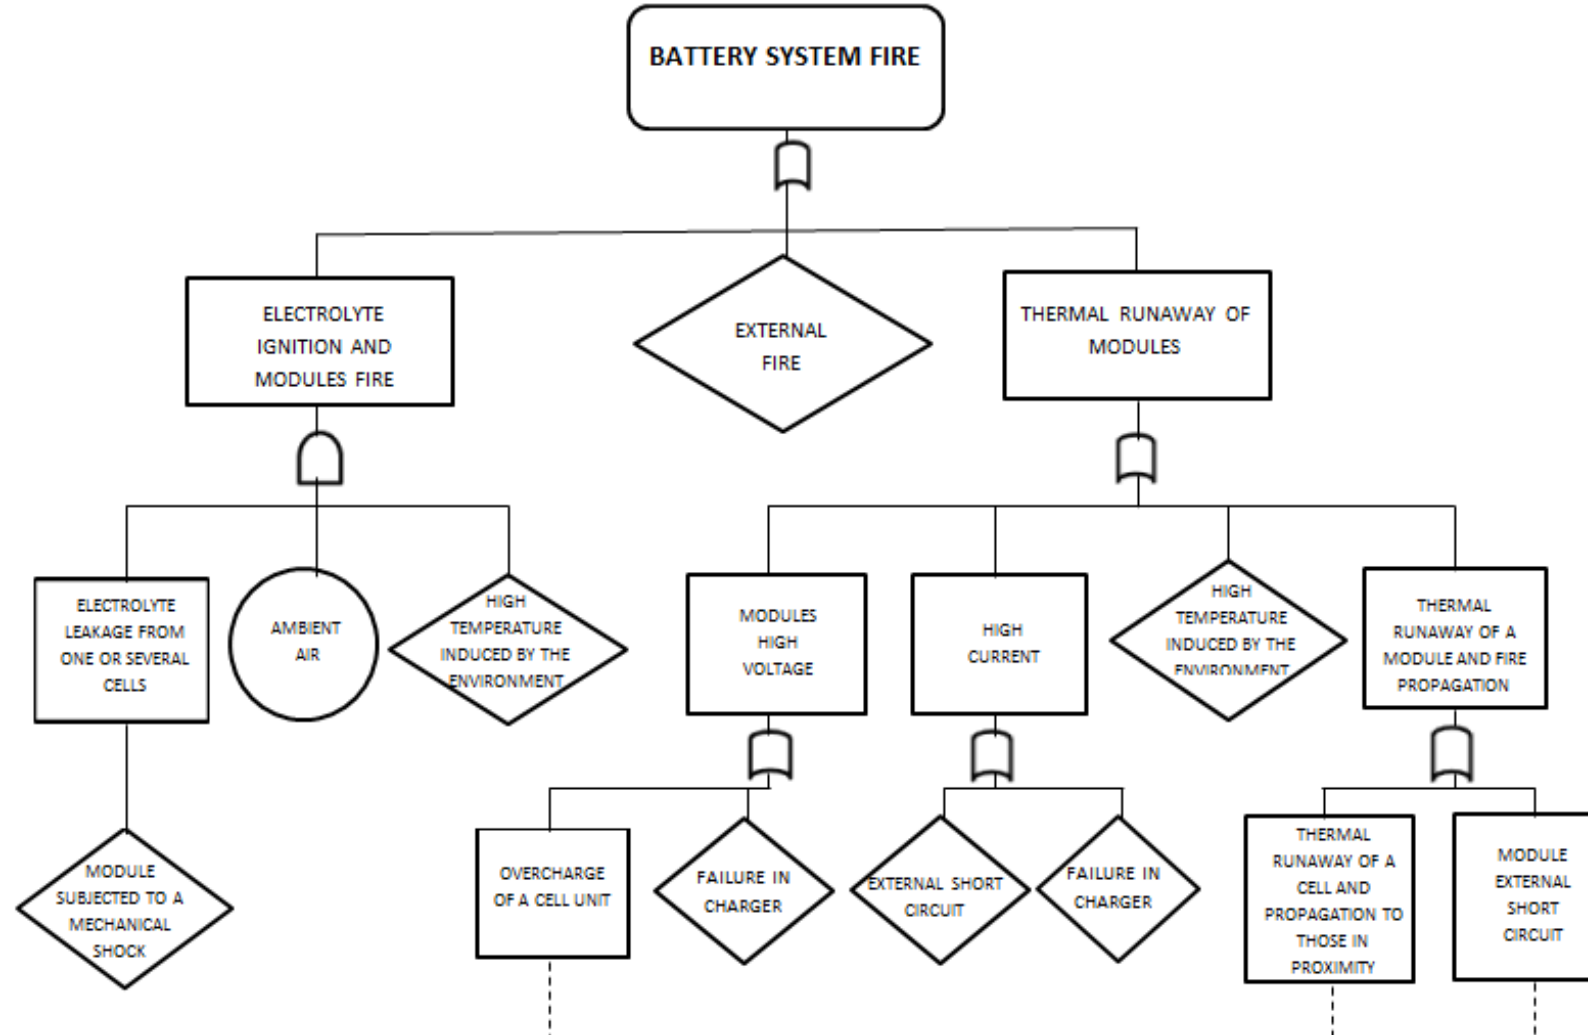 BATTERY SYSTEM FIRE
ELECTROLYTE
IGNITION AND
MODULES FIRE
EXTERNAL
FIRE
THERMAL RUNAWAY OF
MODULES
ELECTROLYTE
LEAKAGE FROM
ONE OR SEVERAL
CELLS
AMBIENT
AIR
HIGH
TEMPERATURE
INDUCED BY THE
ENVIRONMENT
MODULES
HIGH
VOLTAGE
HIGH
CURRENT
HIGH
TEMPERATURE
INDUCED BY THE
ENVIRONMENT
THERMAL
RUNAWAY OF A
MODULE AND FIRE
PROPAGATION
MODULE
SUBJECTED TO A
MECHANICAL
SHOCK
OVERCHARGE
OF A CELL UNIT
FAILURE IN
CHARGER
EXTERNAL SHORT
CIRCUIT
FAILURE IN
CHARGER
THERMAL
RUNAWAY OF A
CELL AND
PROPAGATION TO
THOSE IN
PROXIMITY
MODULE
EXTERNAL
SHORT
CIRCUIT